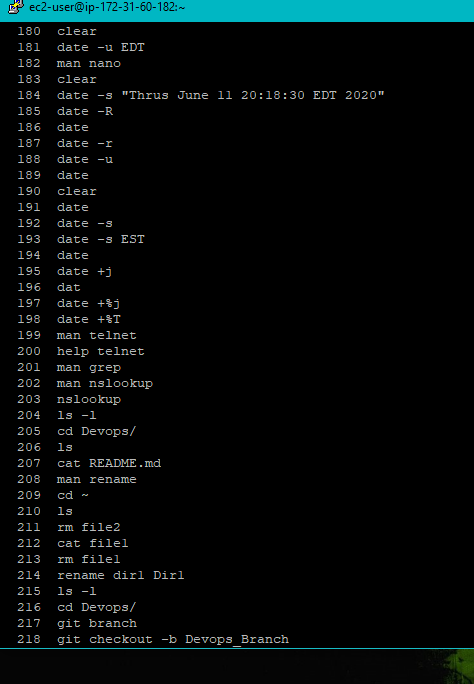 ec2-user@ip-172-31-60-182:~
180 clear
181 date -u EDT
182 man nano
183 clear
184 date -s "Thrus June 11 20:18:30 EDT 2020"
185 date -R
186 date
187 date -r
188 date -u
189 date
190 clear
191 date
192 date -s
193 date -s EST
194 date
195 date +j
196 dat
197 date +%j
198 date +%T
199 man telnet
200 help telnet
201 man grep
202 man nslookup
203 nslookup
204 ls -l
205 cd Devops/
206 ls
207 cat README.md
208 man rename
209 cd ~
210 ls
211 rm file2
212 cat file1
213 rm file1
214 rename dir1 Dir1
215 ls -l
216 cd Devops/
217 git branch
218 git checkout -b Devops_Branch